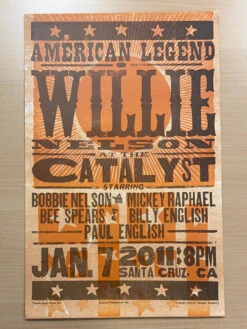 AMERICAN LEGEND
WILLIE
NELSON
AT THE
CATALYST
STARRING
BOBBIE NELSON ★ MICKEY RAPHAEL
BEE SPEARS ★ BILLY ENGLISH
PAUL ENGLISH
JAN. 7 2011:8PM
SANTA CRUZ, CA